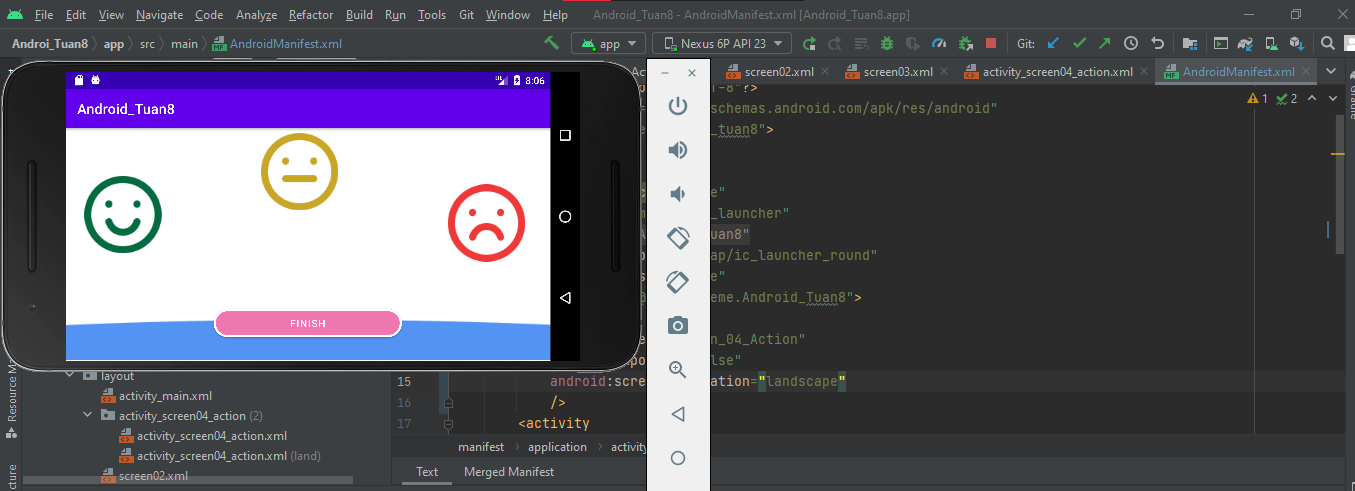 File Edit View Navigate Code Analyze Refactor Build Run Tools Git Window Help Android_Tuan8 - AndroidManifest.xml [Android_Tuan8.app]
Androi_Tuan8 app src main AndroidManifest.xml app Nexus 6P API 23 Git:
screen02.xml screen03.xml activity_screen04_action.xml AndroidManifest.xml
8:06
Android_Tuan8
FINISH
-8"?>
schemas.android.com/apk/res/android"
_tuan8">
1 2
e"
_launcher"
uan8"
ap/ic_launcher_round"
e"
eme.Android_Tuan8">
n_04_Action"
lse"
15 android:scre ation="landscape"
16 />
17 <activity
layout
activity_main.xml
activity_screen04_action (2)
activity_screen04_action.xml
activity_screen04_action.xml (land)
screen02.xml
Resource M
cture
manifest application activit
Text Merged Manifest